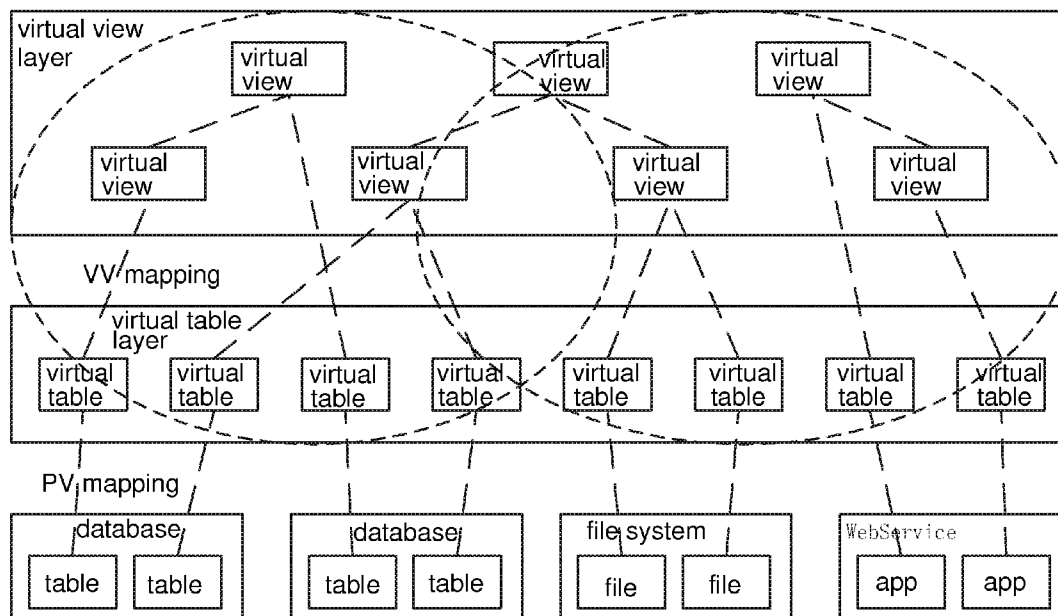 virtual view
layer
virtual
view
virtual
view
virtual
view
virtual
view
virtual
view
virtual
view
virtual
view
VV mapping
virtual table
layer
virtual
table
virtual
table
virtual
table
virtual
table
virtual
table
virtual
table
virtual
table
virtual
table
PV mapping
database
table
table
database
table
table
file system
file
file
WebService
app
app